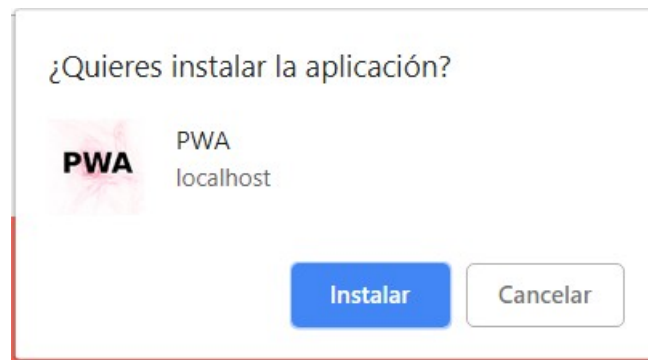 ¿Quieres instalar la aplicación?
PWA
PWA
localhost
Instalar
Cancelar